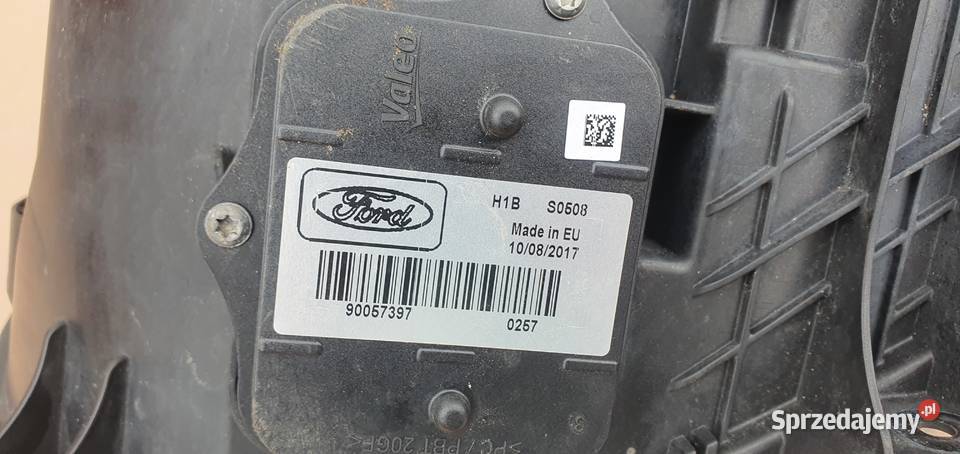 Valeo
Ford
H1B S0508
Made in EU
10/08/2017
90057397
0257
>PC/PBT 20GF<
Sprzedajemy.pl